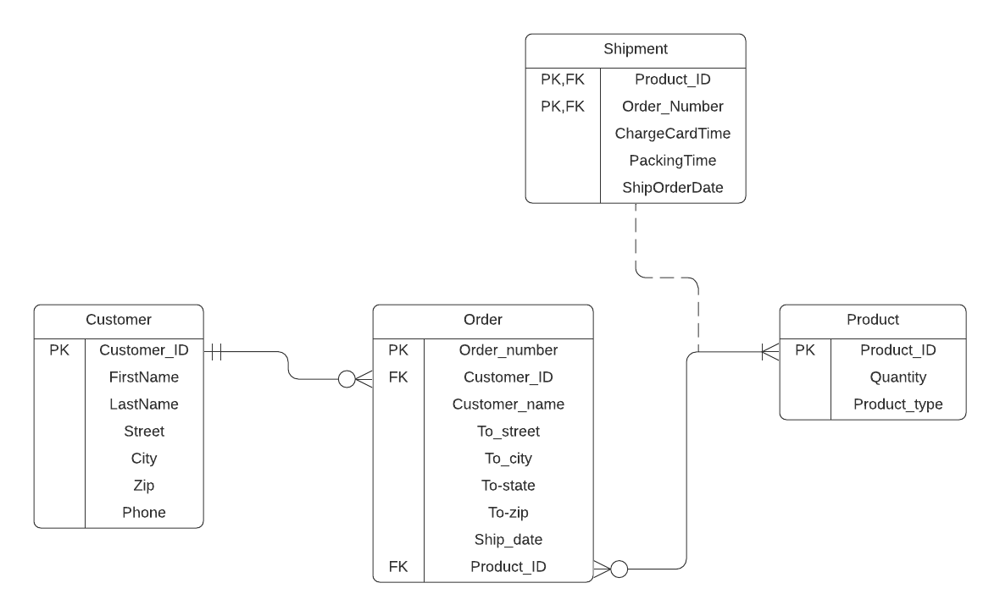 Shipment
PK,FK Product_ID
PK,FK Order_Number
ChargeCardTime
PackingTime
ShipOrderDate
Customer
PK Customer_ID
FirstName
LastName
Street
City
Zip
Phone
Order
PK Order_number
FK Customer_ID
Customer_name
To_street
To_city
To-state
To-zip
Ship_date
FK Product_ID
Product
PK Product_ID
Quantity
Product_type